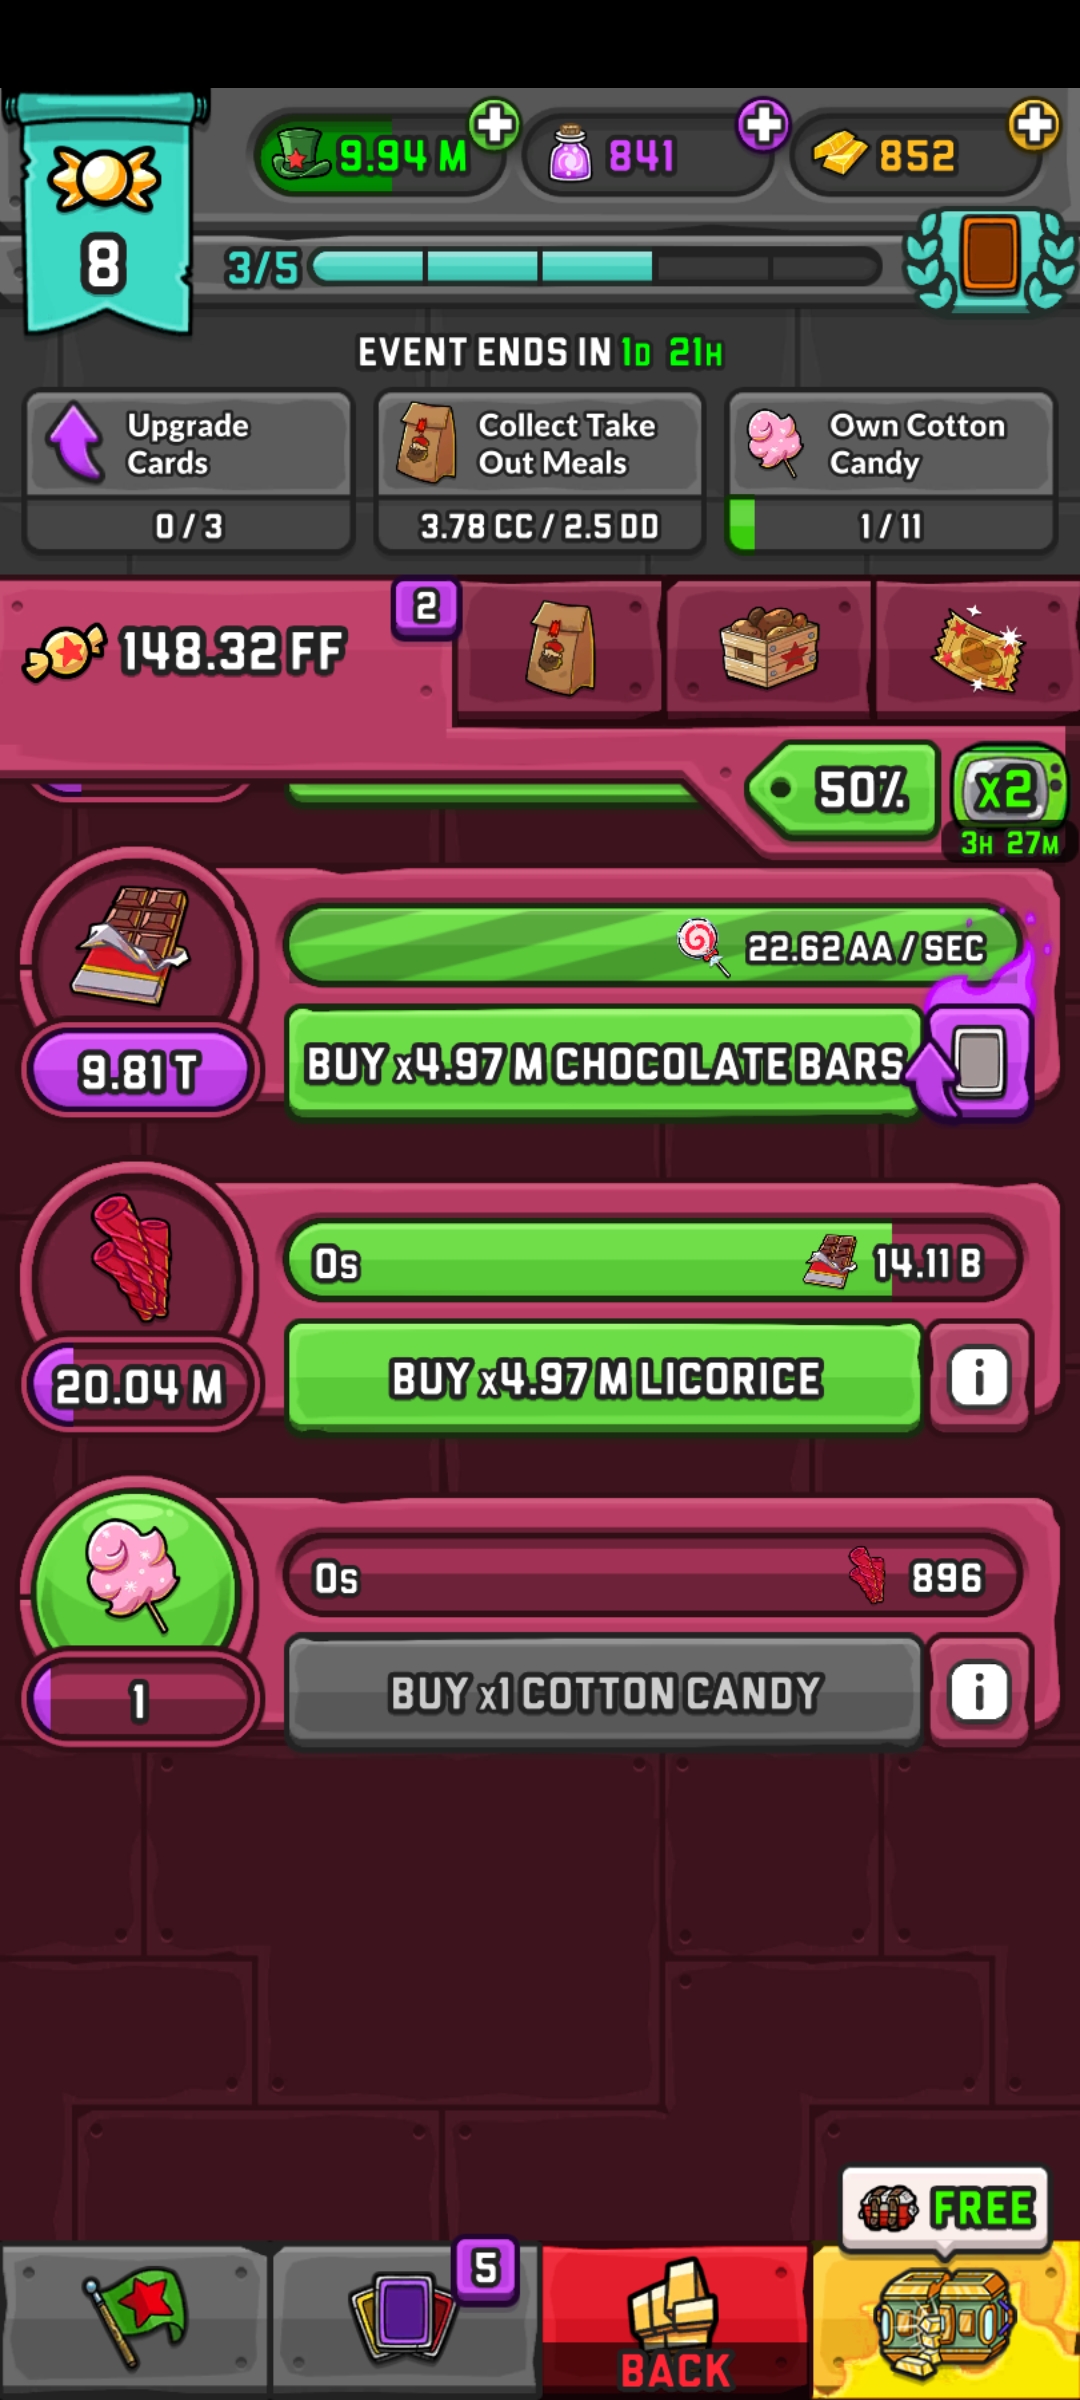 9.94 M
841
852
8
3/5
EVENT ENDS IN 1D 21H
Upgrade
Cards
0 / 3
Collect Take
Out Meals
3.78 CC / 2.5 DD
Own Cotton
Candy
1 / 11
148.32 FF
2
50%
x2
3H 27M
22.62 AA / SEC
9.81 T
BUY x4.97 M CHOCOLATE BARS
0s
14.11 B
20.04 M
BUY x4.97 M LICORICE
i
0s
896
1
BUY x1 COTTON CANDY
i
FREE
5
BACK